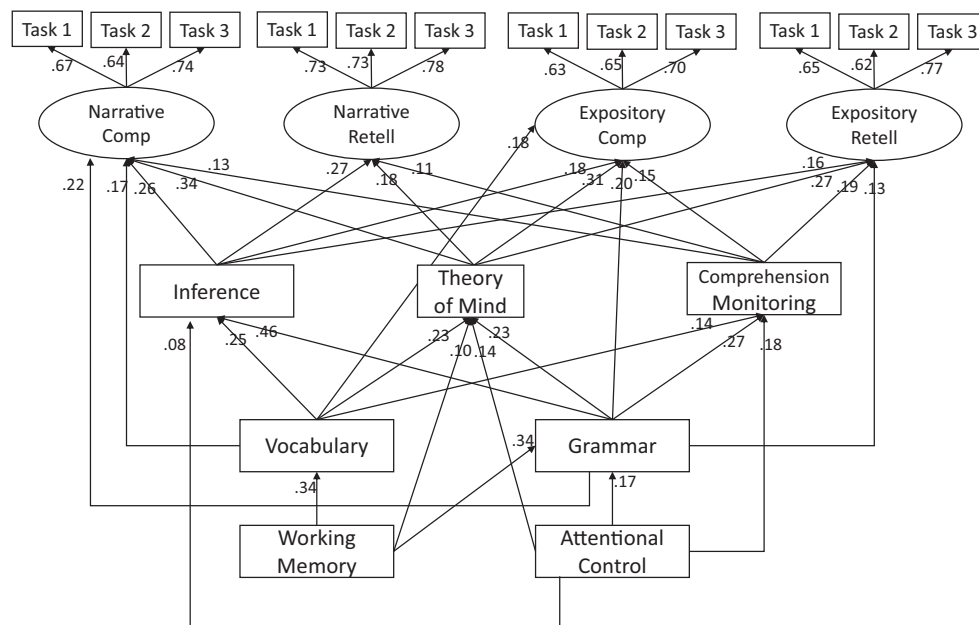 Task 1
Task 2
Task 3
Task 1
Task 2
Task 3
Task 1
Task 2
Task 3
Task 1
Task 2
Task 3
.67
.64
.74
.73
.73
.78
.63
.65
.70
.65
.62
.77
Narrative
Comp
Narrative
Retell
Expository
Comp
Expository
Retell
.22
.17
.26
.34
.13
.27
.18
.11
.18
.18
.31
.20
.15
.16
.27
.19
.13
Inference
Theory
of Mind
Comprehension
Monitoring
.08
.25
.46
.23
.10
.14
.23
.14
.27
.18
Vocabulary
Grammar
.34
.34
.17
Working
Memory
Attentional
Control